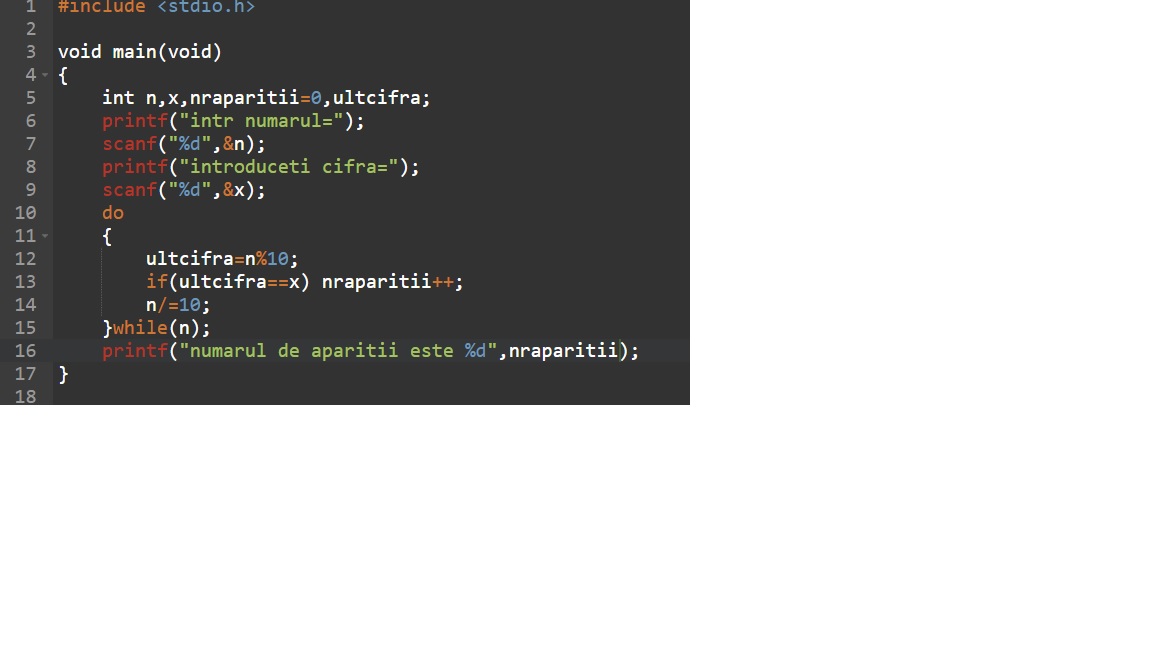 1 #include <stdio.h>
2
3 void main(void)
4 {
5 int n,x,nraparitii=0,ultcifra;
6 printf("intr numarul=");
7 scanf("%d",&n);
8 printf("introduceti cifra=");
9 scanf("%d",&x);
10 do
11 {
12 ultcifra=n%10;
13 if(ultcifra==x) nraparitii++;
14 n/=10;
15 }while(n);
16 printf("numarul de aparitii este %d",nraparitii);
17 }
18